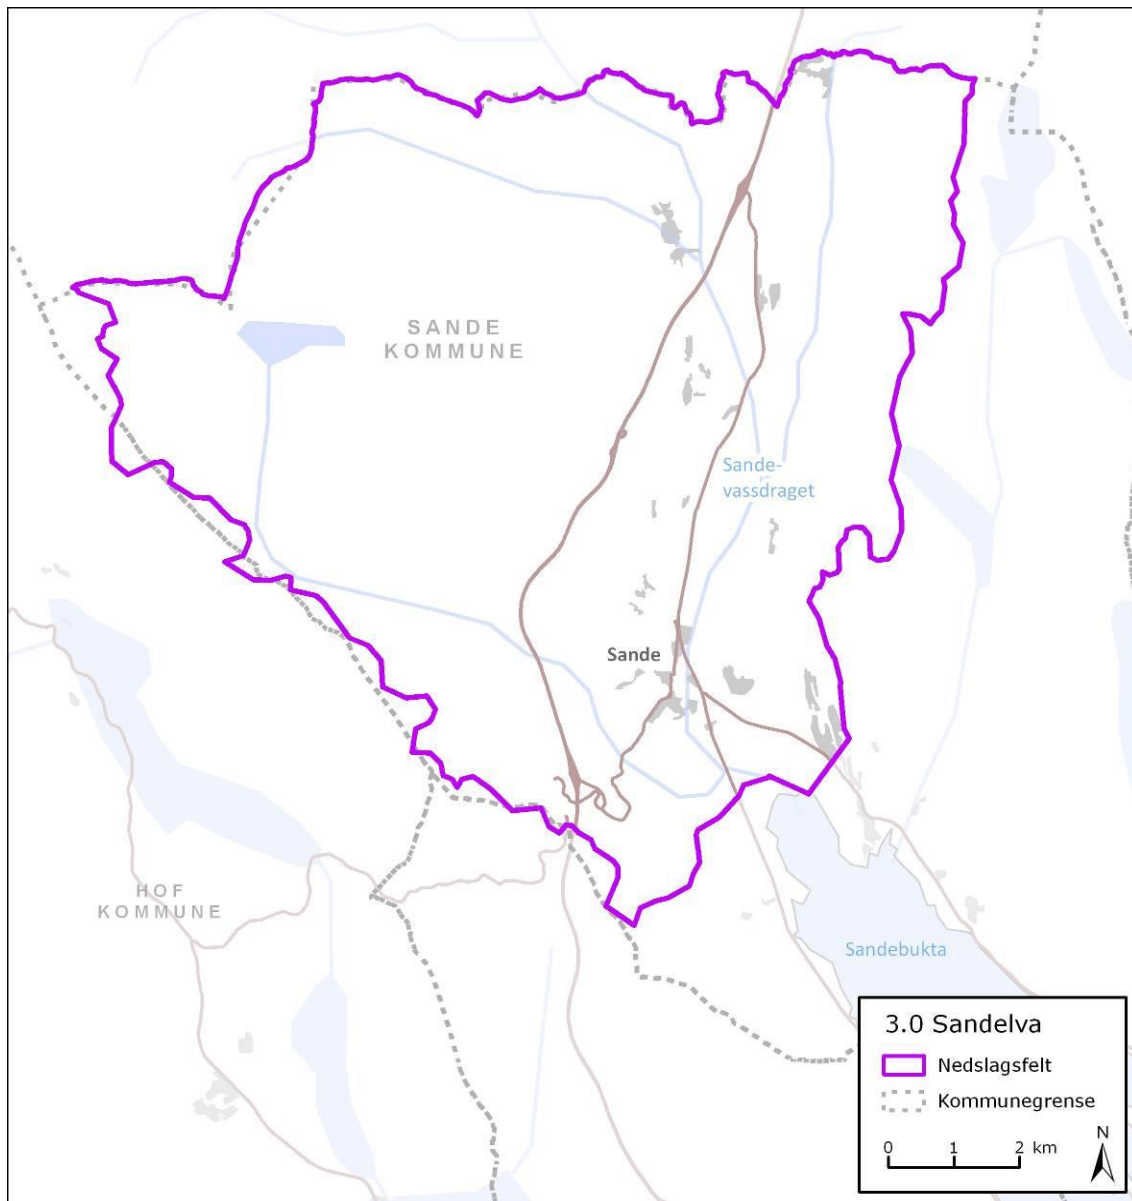 SANDE
KOMMUNE
Sande-
vassdraget
Sande
HOF
KOMMUNE
Sandebukta
3.0 Sandelva
Nedslagsfelt
Kommunegrense
0 1 2 km
N